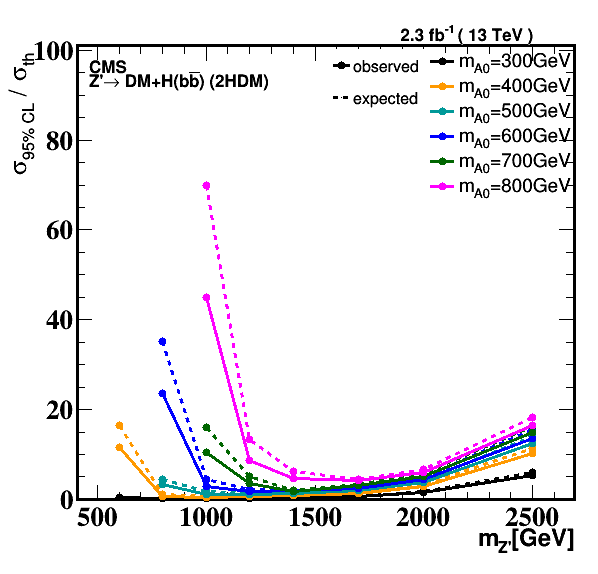 2.3 fb⁻¹ ( 13 TeV )
CMS
Z'→ DM+H(bb̄) (2HDM)
observed
expected
m_A0=300GeV
m_A0=400GeV
m_A0=500GeV
m_A0=600GeV
m_A0=700GeV
m_A0=800GeV
σ_95% CL / σ_th
100
80
60
40
20
0
500 1000 1500 2000 2500
m_Z'[GeV]